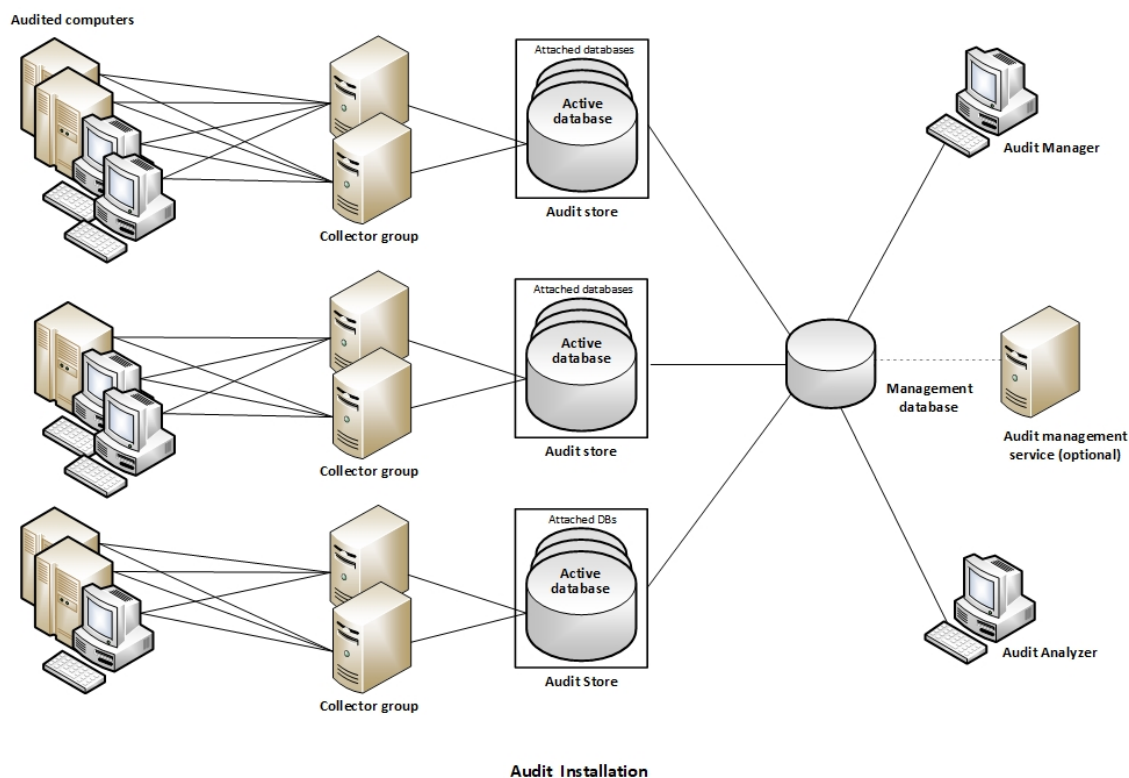 Audited computers
Attached databases
Active
database
Audit store
Collector group
Audit Manager
Attached databases
Active
database
Audit store
Collector group
Management
database
Audit management
service (optional)
Attached DBs
Active
database
Audit Store
Collector group
Audit Analyzer
Audit Installation